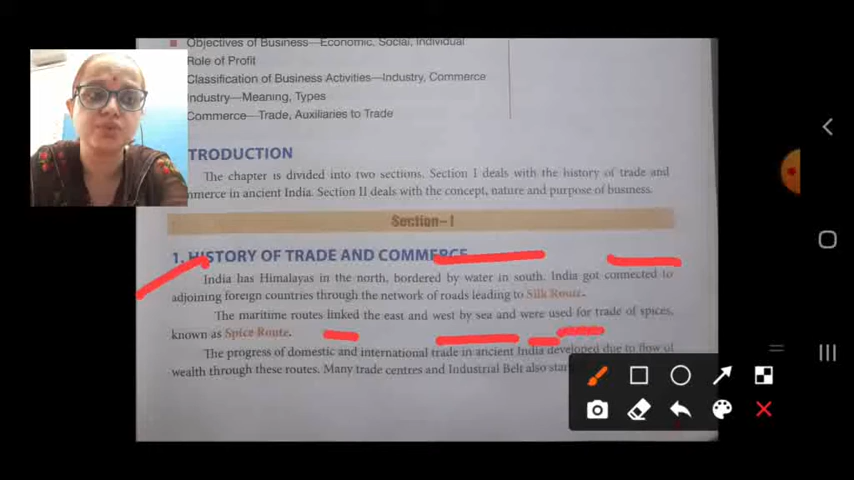 Objectives of Business—Economic, Social, Individual
Role of Profit
Classification of Business Activities—Industry, Commerce
Industry—Meaning, Types
Commerce—Trade, Auxiliaries to Trade
TRODUCTION
The chapter is divided into two sections. Section I deals with the history of trade and
mmerce in ancient India. Section II deals with the concept, nature and purpose of business.
Section–I
1. HISTORY OF TRADE AND COMMERCE
India has Himalayas in the north, bordered by water in south. India got connected to
adjoining foreign countries through the network of roads leading to Silk Route.
The maritime routes linked the east and west by sea and were used for trade of spices,
known as Spice Route.
The progress of domestic and international trade in ancient India developed due to flow of
wealth through these routes. Many trade centres and Industrial Belt also